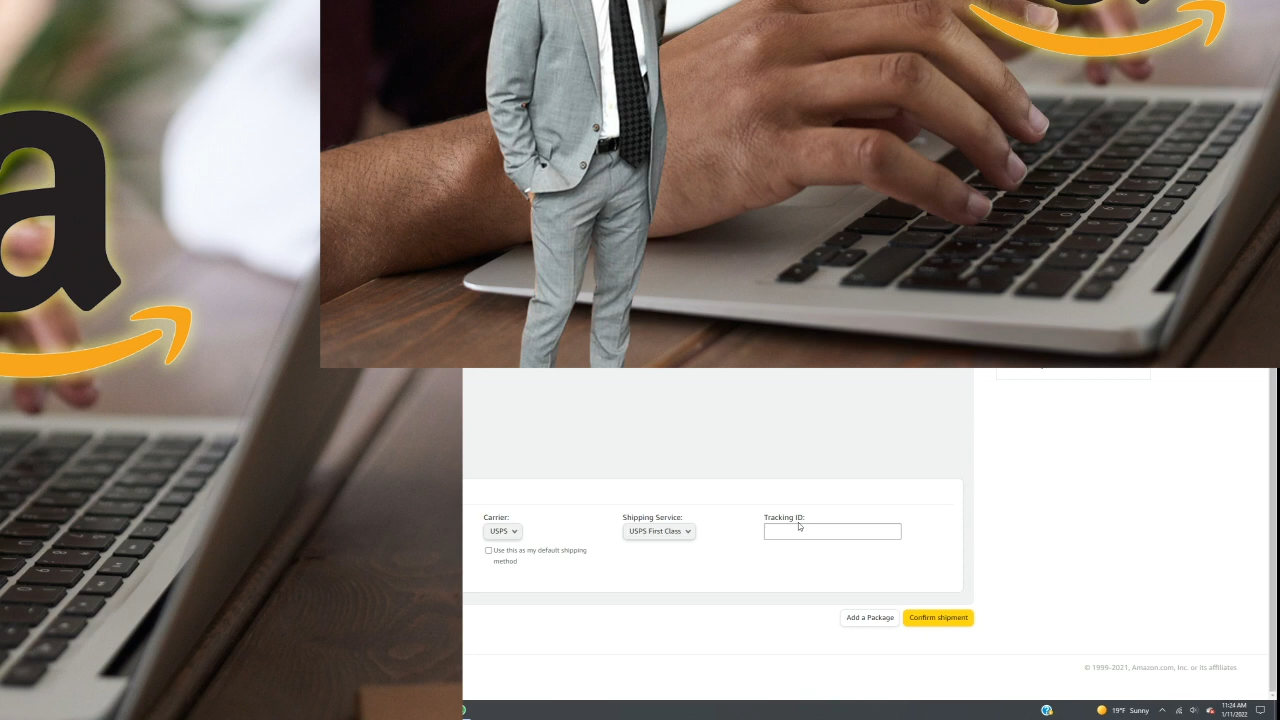 a
Carrier:
Shipping Service:
Tracking ID:
USPS
USPS First Class
Use this as my default shipping
method
Add a Package
Confirm shipment
© 1999-2021, Amazon.com, Inc. or its affiliates
19°F Sunny
11:24 AM
1/11/2022